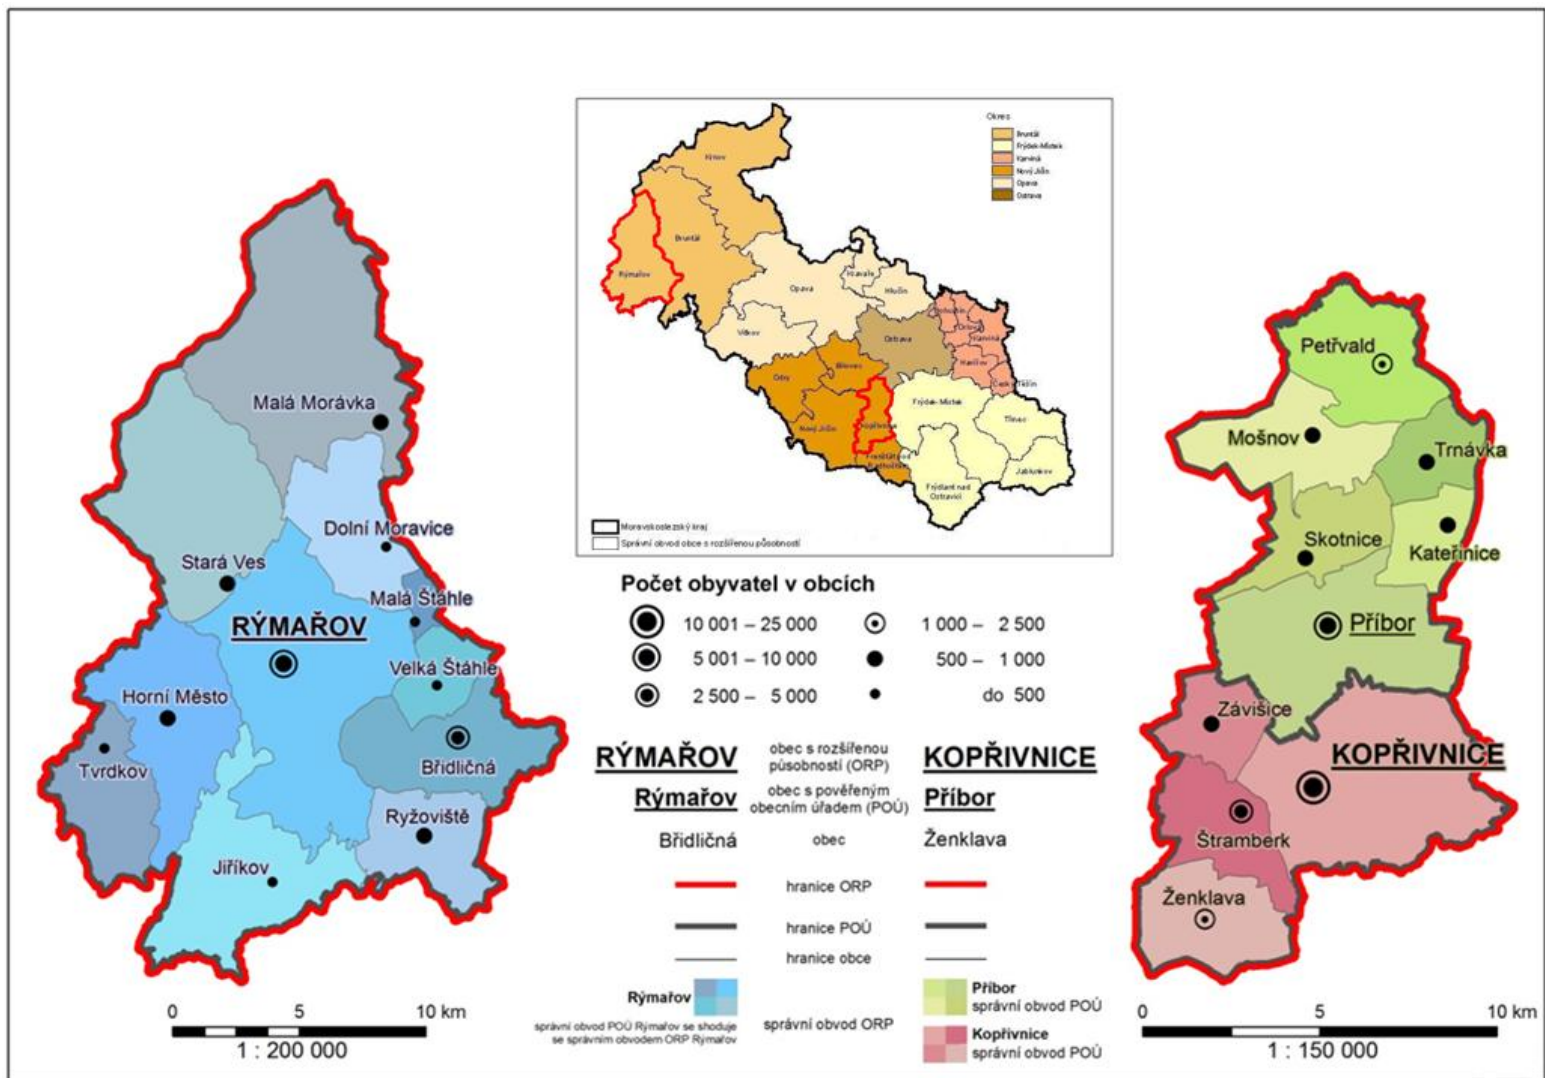 Okres
Bruntál
Frýdek-Místek
Karviná
Nový Jičín
Opava
Ostrava
Krnov
Bruntál
Rýmařov
Opava
Kravaře
Hlučín
Vítkov
Ostrava
Bohumín
Orlová
Karviná
Havířov
Český Těšín
Odry
Bílovec
Nový Jičín
Kopřivnice
Frenštát pod
Radhoštěm
Frýdek-Místek
Třinec
Jablunkov
Frýdlant nad
Ostravicí
Moravskoslezský kraj
Správní obvod obce s rozšířenou působností
Malá Morávka
Dolní Moravice
Stará Ves
Malá Štáhle
RÝMAŘOV
Velká Štáhle
Horní Město
Břidličná
Tvrdkov
Ryžoviště
Jiříkov
0 5 10 km
1 : 200 000
Počet obyvatel v obcích
10 001 – 25 000
5 001 – 10 000
2 500 – 5 000
1 000 – 2 500
500 – 1 000
do 500
RÝMAŘOV obec s rozšířenou KOPŘIVNICE
působností (ORP)
Rýmařov obec s pověřeným Příbor
obecním úřadem (POÚ)
Břidličná obec Ženklava
hranice ORP
hranice POÚ
hranice obce
Rýmařov
správní obvod POÚ Rýmařov se shoduje
se správním obvodem ORP Rýmařov
správní obvod ORP
Příbor
správní obvod POÚ
Kopřivnice
správní obvod POÚ
Petřvald
Mošnov
Trnávka
Skotnice
Kateřinice
Příbor
Závišice
KOPŘIVNICE
Štramberk
Ženklava
0 5 10 km
1 : 150 000